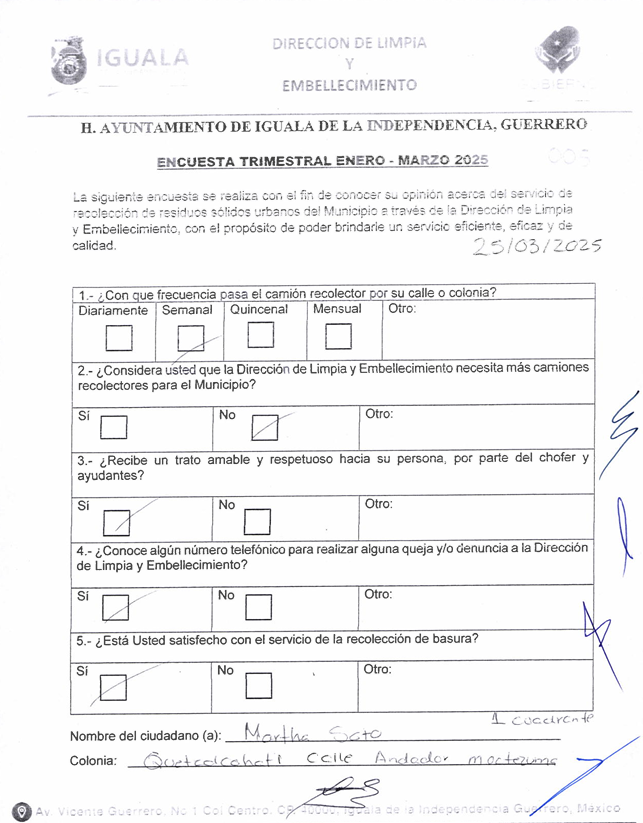 IGUALA
DIRECCION DE LIMPIA
Y
EMBELLECIMIENTO
H. AYUNTAMIENTO DE IGUALA DE LA INDEPENDENCIA, GUERRERO
ENCUESTA TRIMESTRAL ENERO - MARZO 2025
La siguiente encuesta se realiza con el fin de conocer su opinión acerca del servicio de
recolección de residuos sólidos urbanos del Municipio a través de la Dirección de Limpia
y Embellecimiento, con el propósito de poder brindarle un servicio eficiente, eficaz y de
calidad.
25/03/2025
1.- ¿Con que frecuencia pasa el camión recolector por su calle o colonia?
Diariamente Semanal Quincenal Mensual Otro:
2.- ¿Considera usted que la Dirección de Limpia y Embellecimiento necesita más camiones
recolectores para el Municipio?
Sí No Otro:
3.- ¿Recibe un trato amable y respetuoso hacia su persona, por parte del chofer y
ayudantes?
Sí No Otro:
4.- ¿Conoce algún número telefónico para realizar alguna queja y/o denuncia a la Dirección
de Limpia y Embellecimiento?
Sí No Otro:
5.- ¿Está Usted satisfecho con el servicio de la recolección de basura?
Sí No Otro:
1 cuadrante
Nombre del ciudadano (a): Martha Soto
Colonia: Quetzalcoatl Calle Andador moctezuma
Av. Vicente Guerrero, No 1 Col Centro, CP. 40000, Iguala de la Independencia Guerrero, Mexico